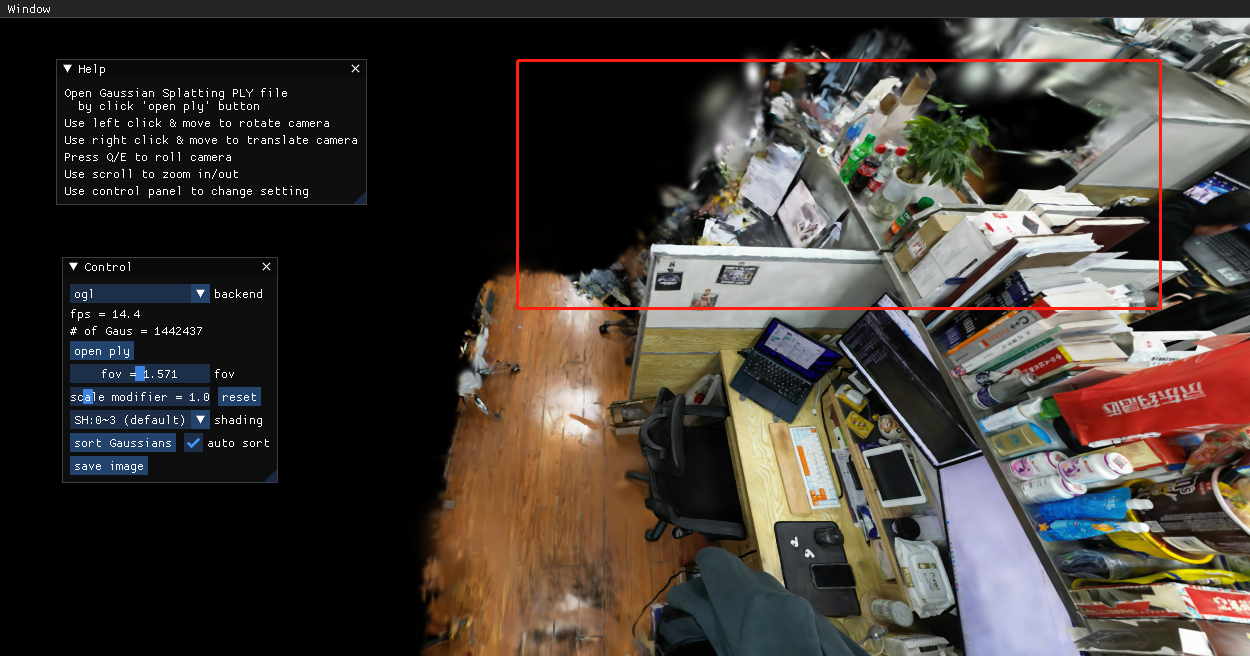 Window
Help
Open Gaussian Splatting PLY file
by click 'open ply' button
Use left click & move to rotate camera
Use right click & move to translate camera
Press Q/E to roll camera
Use scroll to zoom in/out
Use control panel to change setting
Control
ogl backend
fps = 14.4
# of Gaus = 1442437
open ply
fov = 1.571 fov
scale modifier = 1.0 reset
SH:0~3 (default) shading
sort Gaussians auto sort
save image